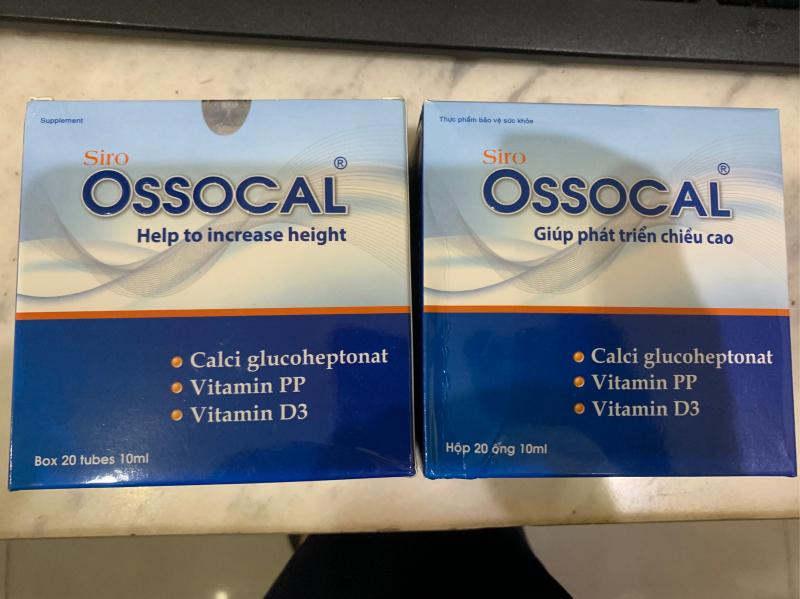 Supplement
Siro
OSSOCAL®
Help to increase height
Calci glucoheptonat
Vitamin PP
Vitamin D3
Box 20 tubes 10ml
Thực phẩm bảo vệ sức khỏe
Siro
OSSOCAL®
Giúp phát triển chiều cao
Calci glucoheptonat
Vitamin PP
Vitamin D3
Hộp 20 ống 10ml